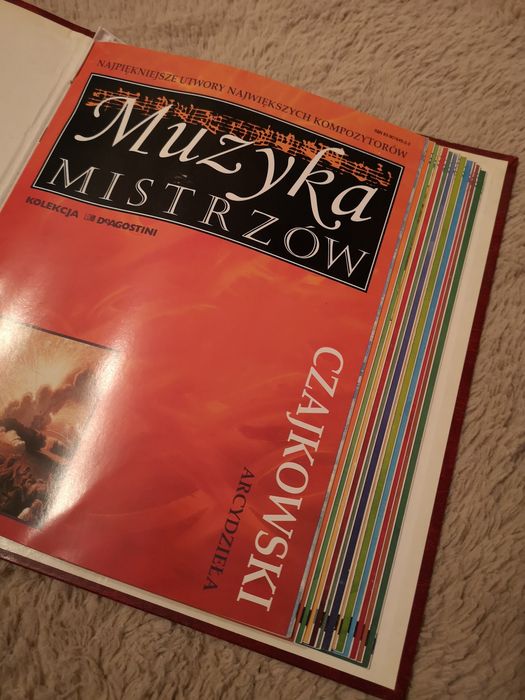 NAJPIĘKNIEJSZE UTWORY NAJWIĘKSZYCH KOMPOZYTORÓW
Muzyka
MISTRZÓW
KOLEKCJA DEAGOSTINI
CZAJKOWSKI
ARCYDZIEŁA